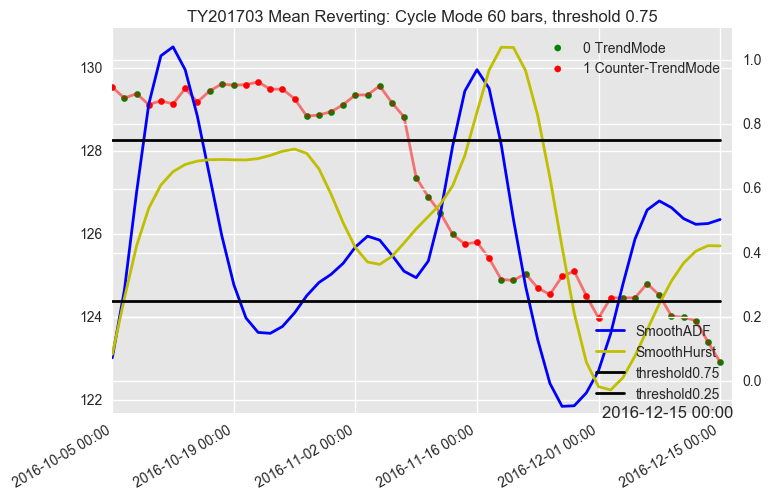 TY201703 Mean Reverting: Cycle Mode 60 bars, threshold 0.75
0 TrendMode
1 Counter-TrendMode
130
128
126
124
122
1.0
0.8
0.6
0.4
0.2
0.0
SmoothADF
SmoothHurst
threshold0.75
threshold0.25
2016-12-15 00:00
2016-10-05 00:00
2016-10-19 00:00
2016-11-02 00:00
2016-11-16 00:00
2016-12-01 00:00
2016-12-15 00:00